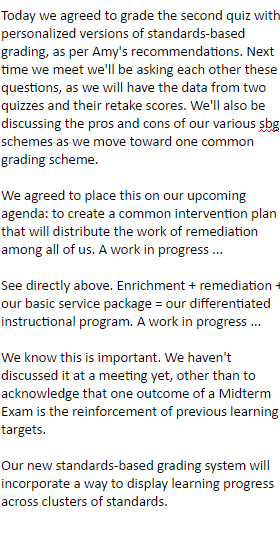 Today we agreed to grade the second quiz with
personalized versions of standards-based
grading, as per Amy's recommendations. Next
time we meet we'll be asking each other these
questions, as we will have the data from two
quizzes and their retake scores. We'll also be
discussing the pros and cons of our various sbg
schemes as we move toward one common
grading scheme.
We agreed to place this on our upcoming
agenda: to create a common intervention plan
that will distribute the work of remediation
among all of us. A work in progress ...
See directly above. Enrichment + remediation +
our basic service package = our differentiated
instructional program. A work in progress ...
We know this is important. We haven't
discussed it at a meeting yet, other than to
acknowledge that one outcome of a Midterm
Exam is the reinforcement of previous learning
targets.
Our new standards-based grading system will
incorporate a way to display learning progress
across clusters of standards.